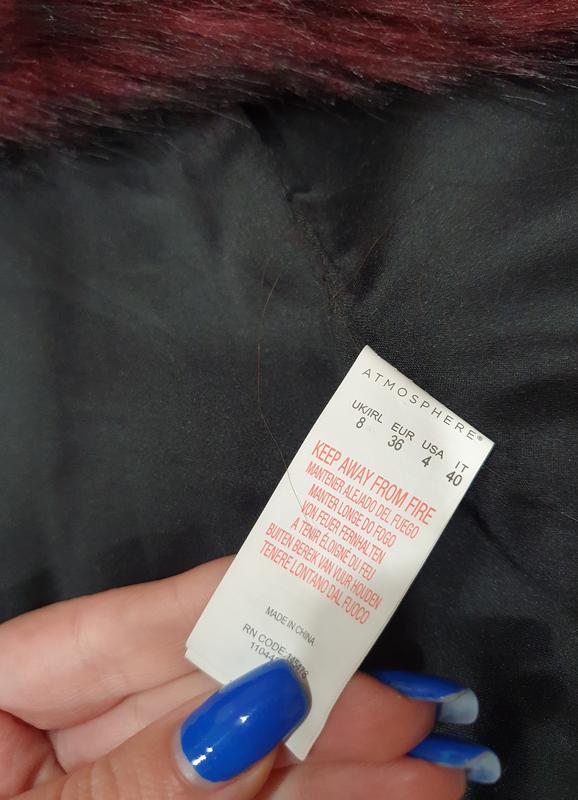 ATMOSPHERE®
UK/IRL EUR USA IT
8 36 4 40
KEEP AWAY FROM FIRE
MANTENER ALEJADO DEL FUEGO
MANTER LONGE DO FOGO
VON FEUER FERNHALTEN
A TENIR ÉLOIGNÉ DU FEU
BUITEN BEREIK VAN VUUR HOUDEN
TENERE LONTANO DAL FUOCO
MADE IN CHINA
RN CODE: